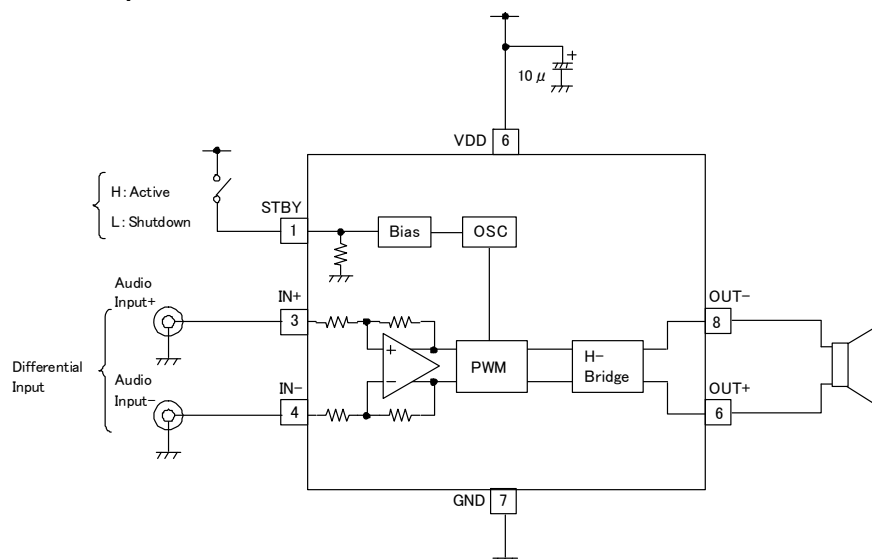 10 μ
+
VDD 6
H: Active
L: Shutdown
STBY
1
Bias
OSC
Audio
Input+
IN+
3
OUT-
8
+
PWM
H-
Bridge
Differential
Input
Audio
Input-
IN-
4
−
OUT+
6
GND 7